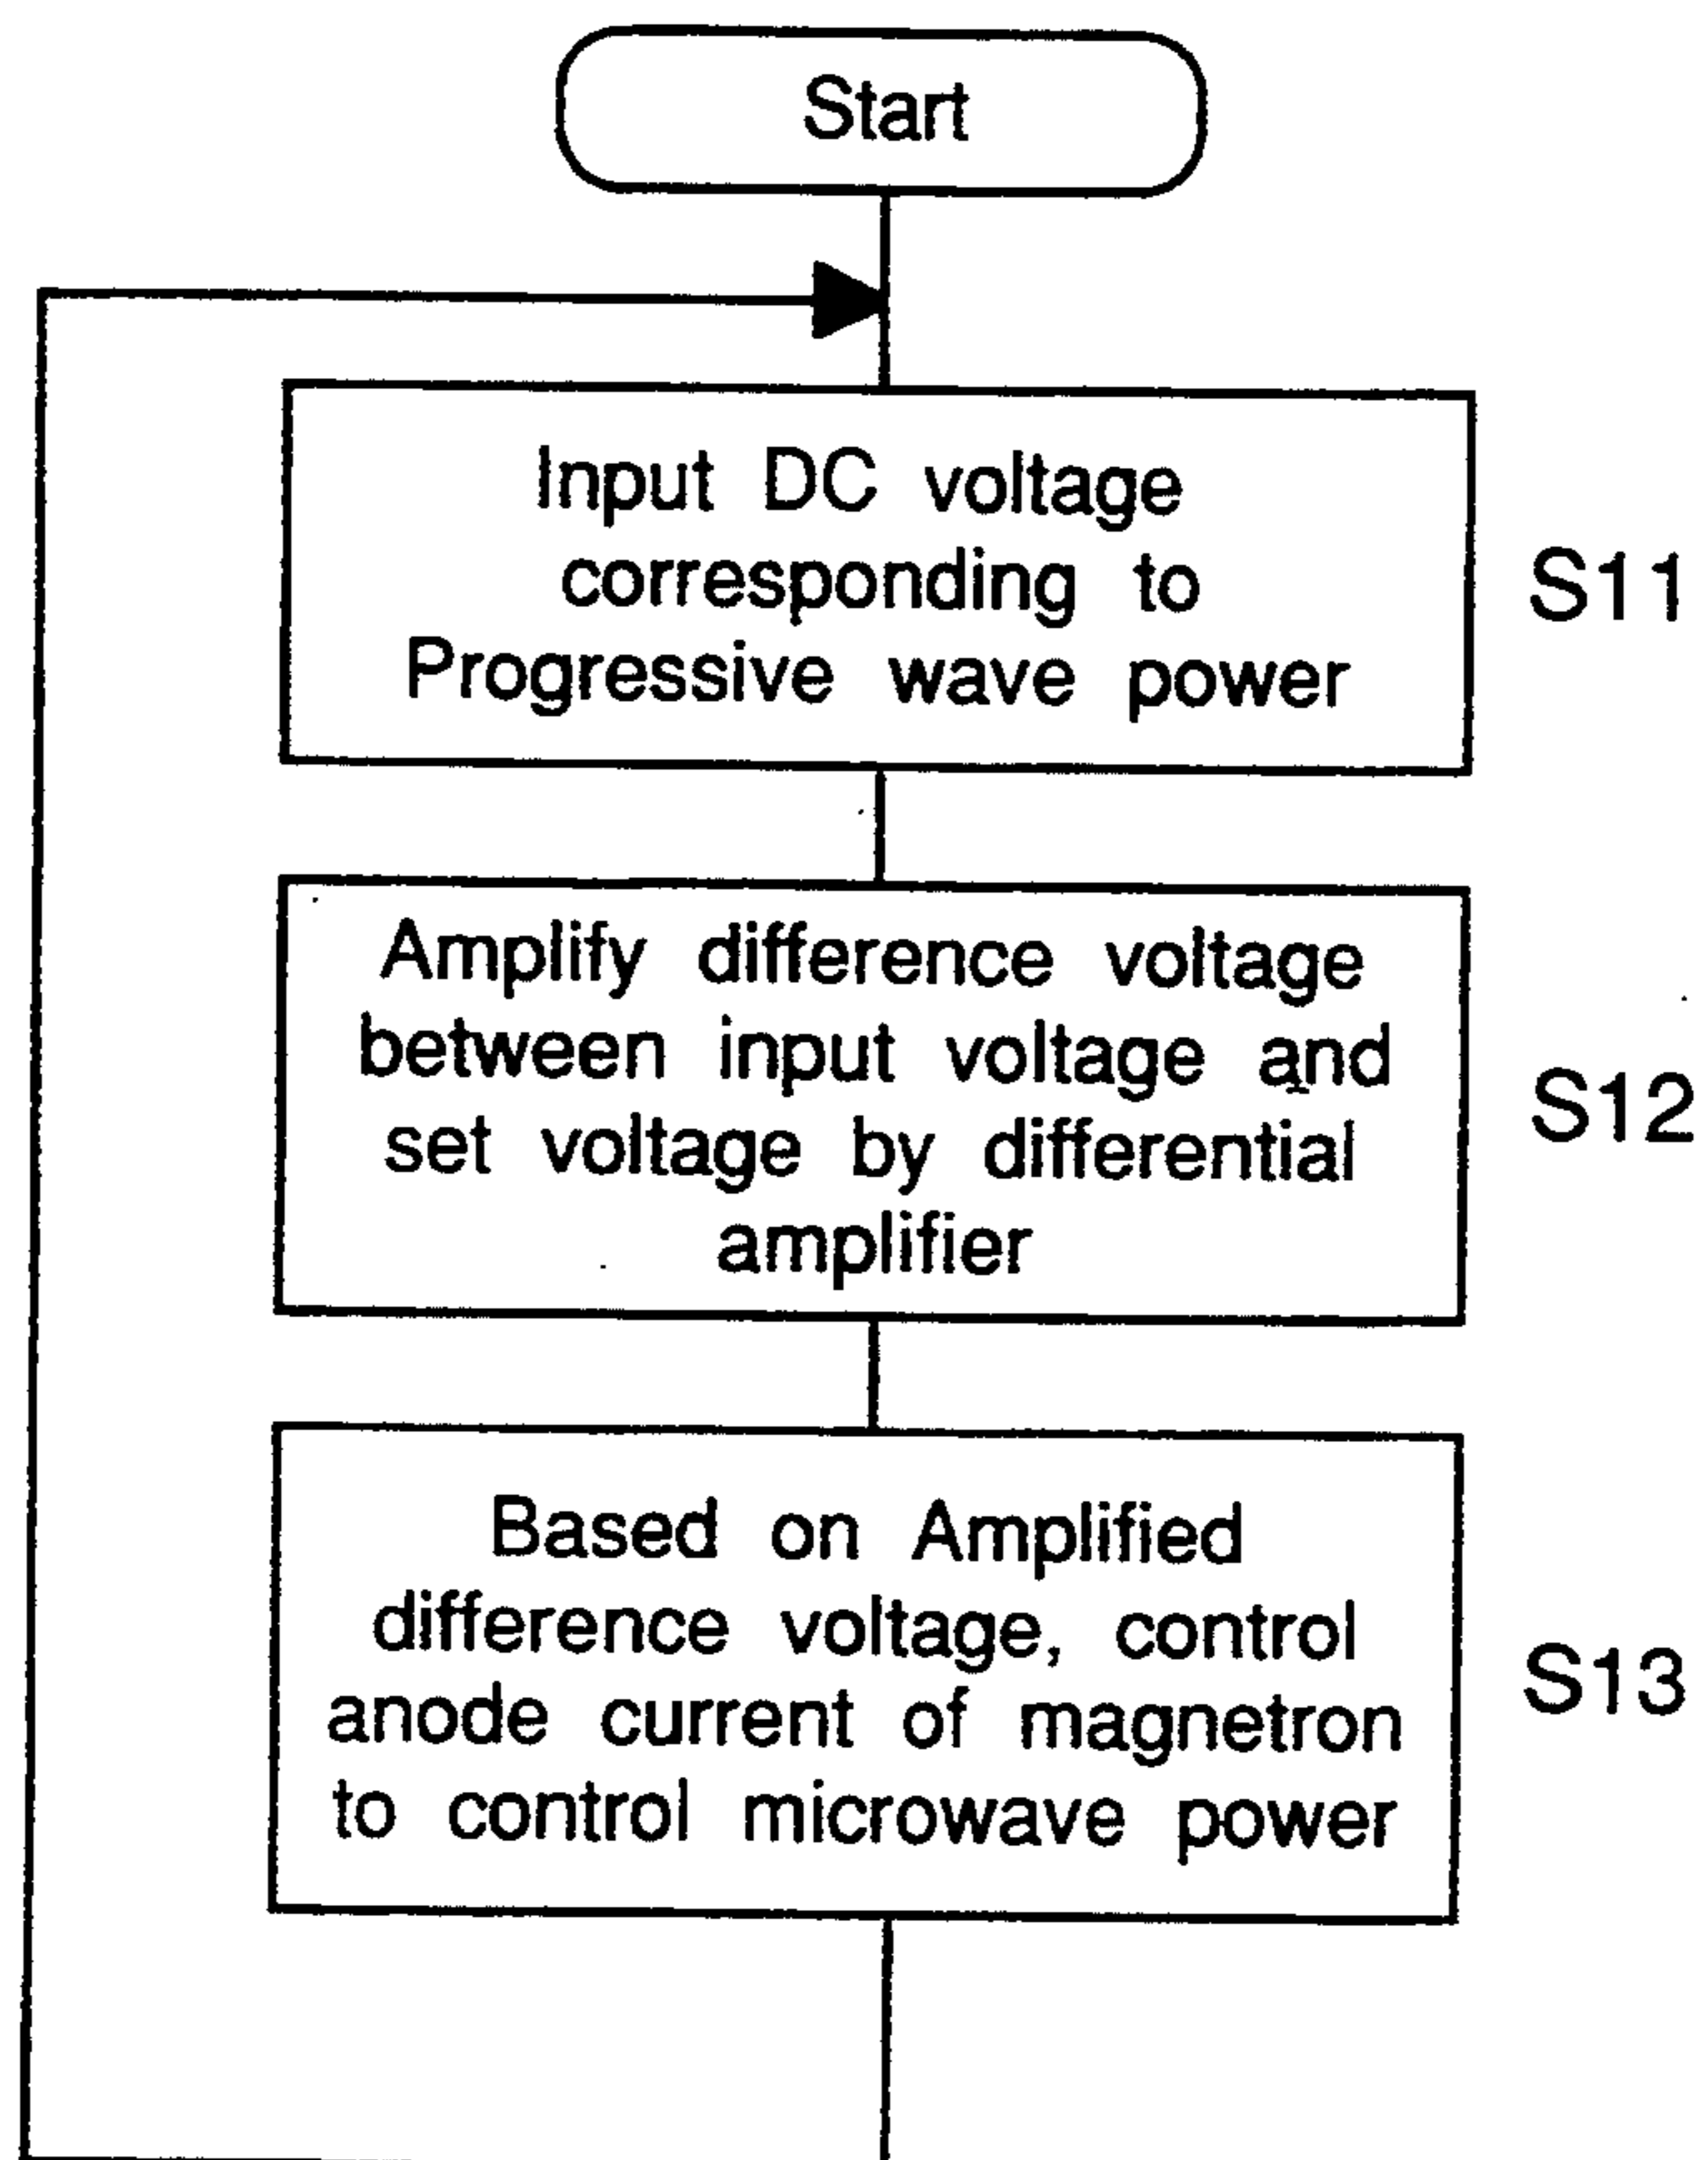 Start
Input DC voltage
corresponding to
Progressive wave power
S11
Amplify difference voltage
between input voltage and
set voltage by differential
amplifier
S12
Based on Amplified
difference voltage, control
anode current of magnetron
to control microwave power
S13